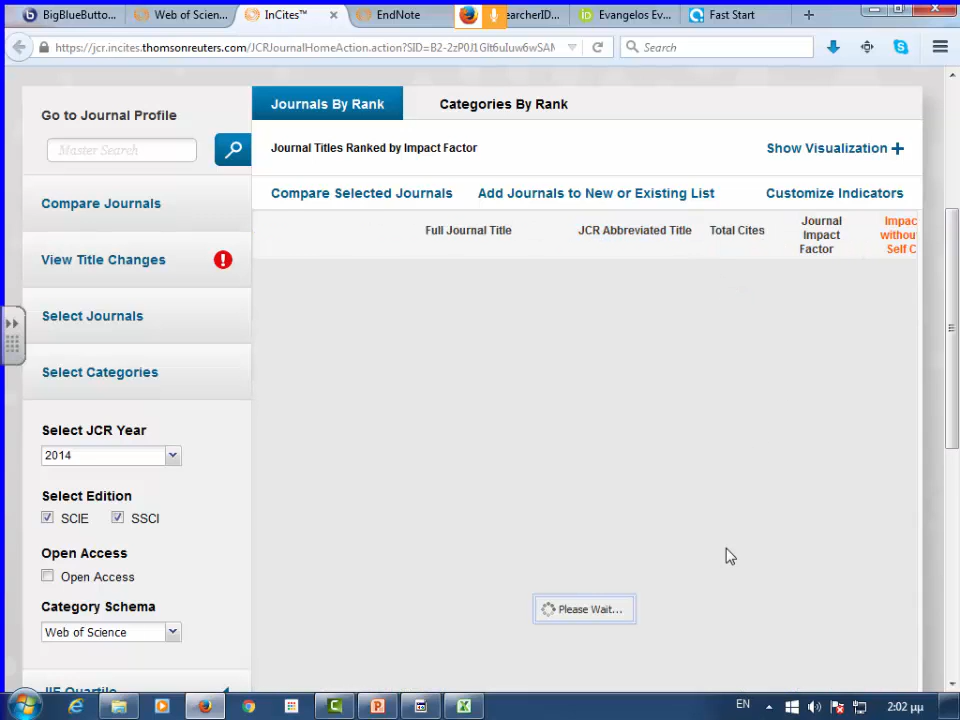 BigBlueButto...
Web of Scien...
InCites™
EndNote
earcherID...
Evangelos Ev...
Fast Start
https://jcr.incites.thomsonreuters.com/JCRJournalHomeAction.action?SID=B2-
Search
Go to Journal Profile
Master Search
Journals By Rank
Categories By Rank
Journal Titles Ranked by Impact Factor
Show Visualization +
Compare Selected Journals
Add Journals to New or Existing List
Customize Indicators
Full Journal Title
JCR Abbreviated Title
Total Cites
Journal
Impact
Factor
Impac
withou
Self C
Compare Journals
View Title Changes
Select Journals
Select Categories
Select JCR Year
2014
Select Edition
SCIE
SSCI
Open Access
Open Access
Category Schema
Web of Science
JIF Quartile
Please Wait...
EN
2:02 μμ